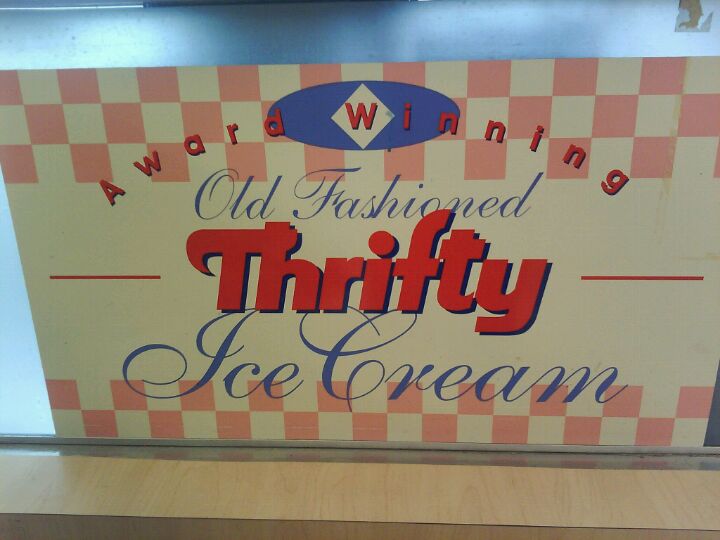 Award Winning
Old Fashioned
Thrifty
Ice Cream